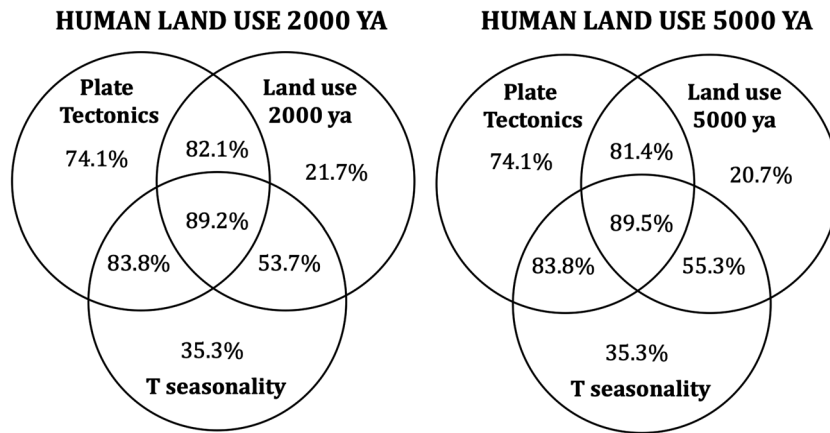 HUMAN LAND USE 2000 YA
Plate
Tectonics
74.1%
Land use
2000 ya
21.7%
82.1%
89.2%
83.8%
53.7%
35.3%
T seasonality
HUMAN LAND USE 5000 YA
Plate
Tectonics
74.1%
Land use
5000 ya
20.7%
81.4%
89.5%
83.8%
55.3%
35.3%
T seasonality